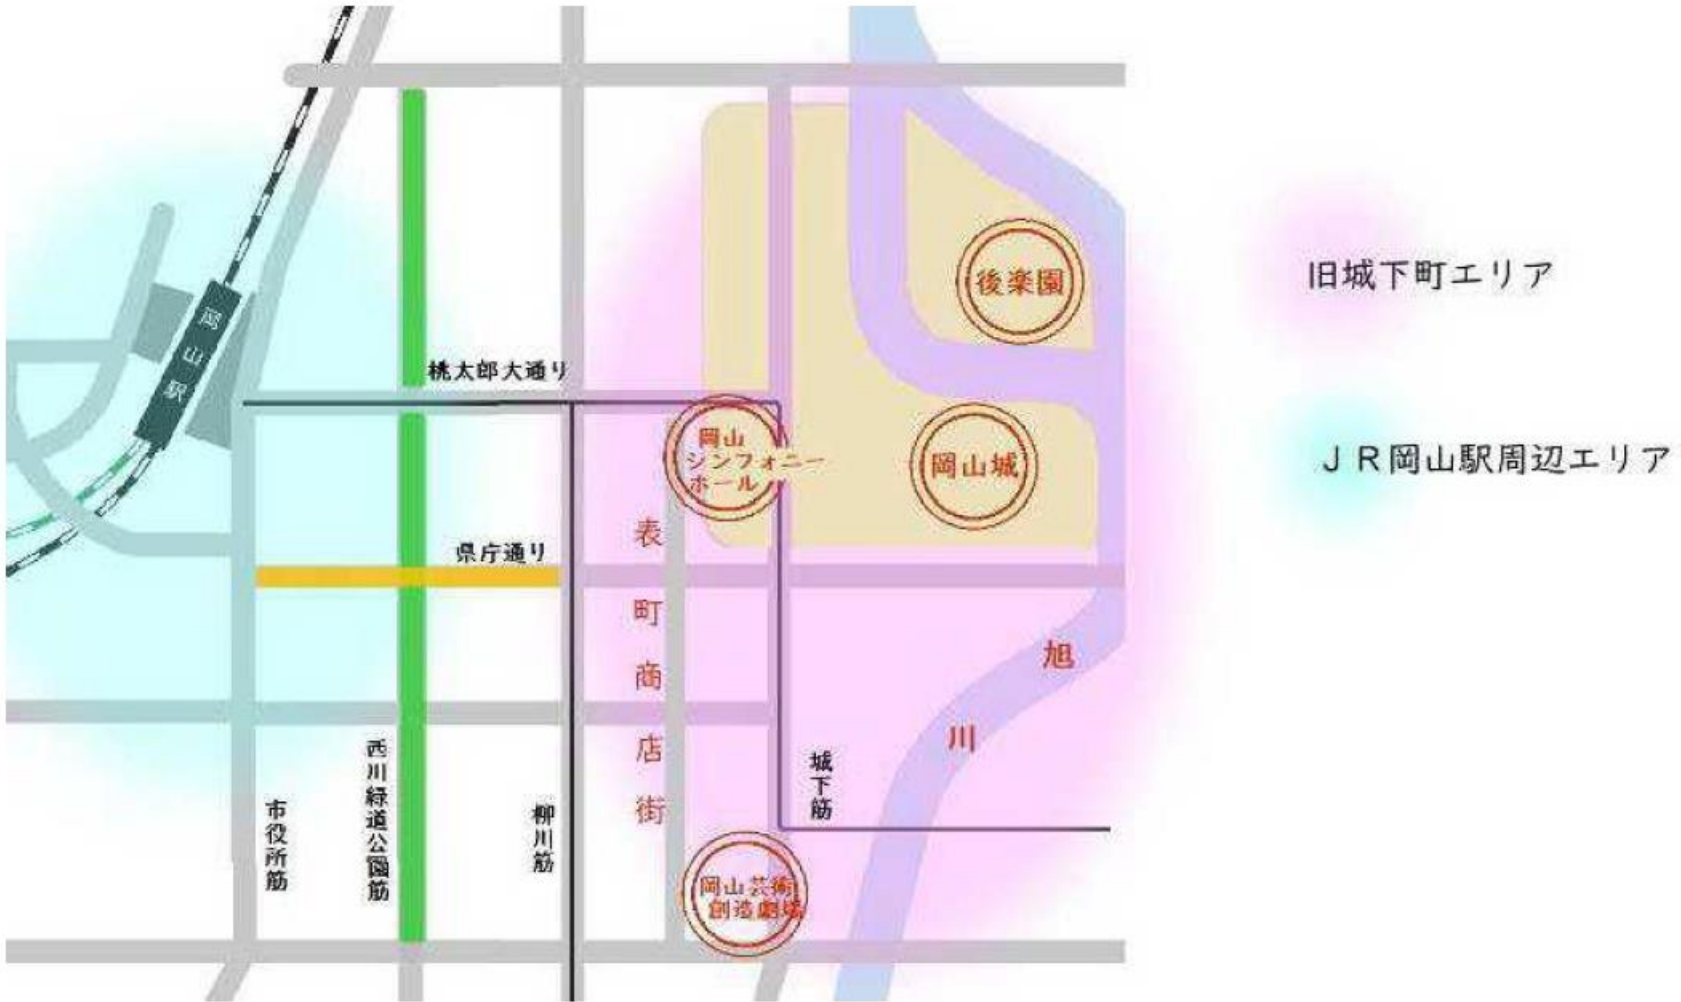 後楽園
旧城下町エリア
岡山駅
桃太郎大通り
岡山
シンフォニー
ホール
岡山城
JR岡山駅周辺エリア
県庁通り
表町商店街
旭川
西川緑道公園筋
市役所筋
柳川筋
城下筋
岡山芸術
創造劇場